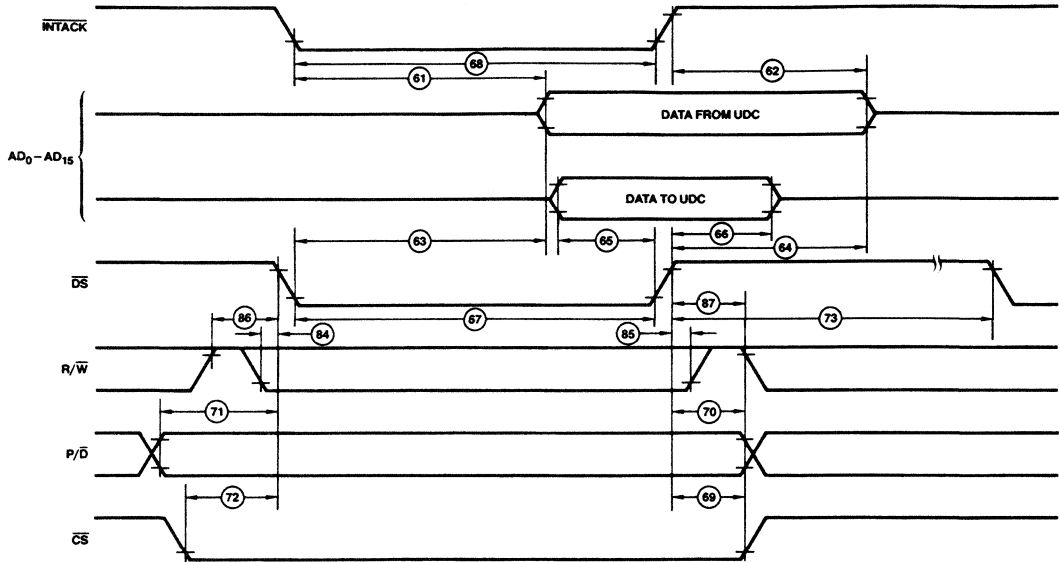 INTACK
68
61
62
DATA FROM UDC
AD0–AD15
DATA TO UDC
63
65
66
64
DS
86
67
87
84
85
73
R/W
71
70
P/D
72
69
CS